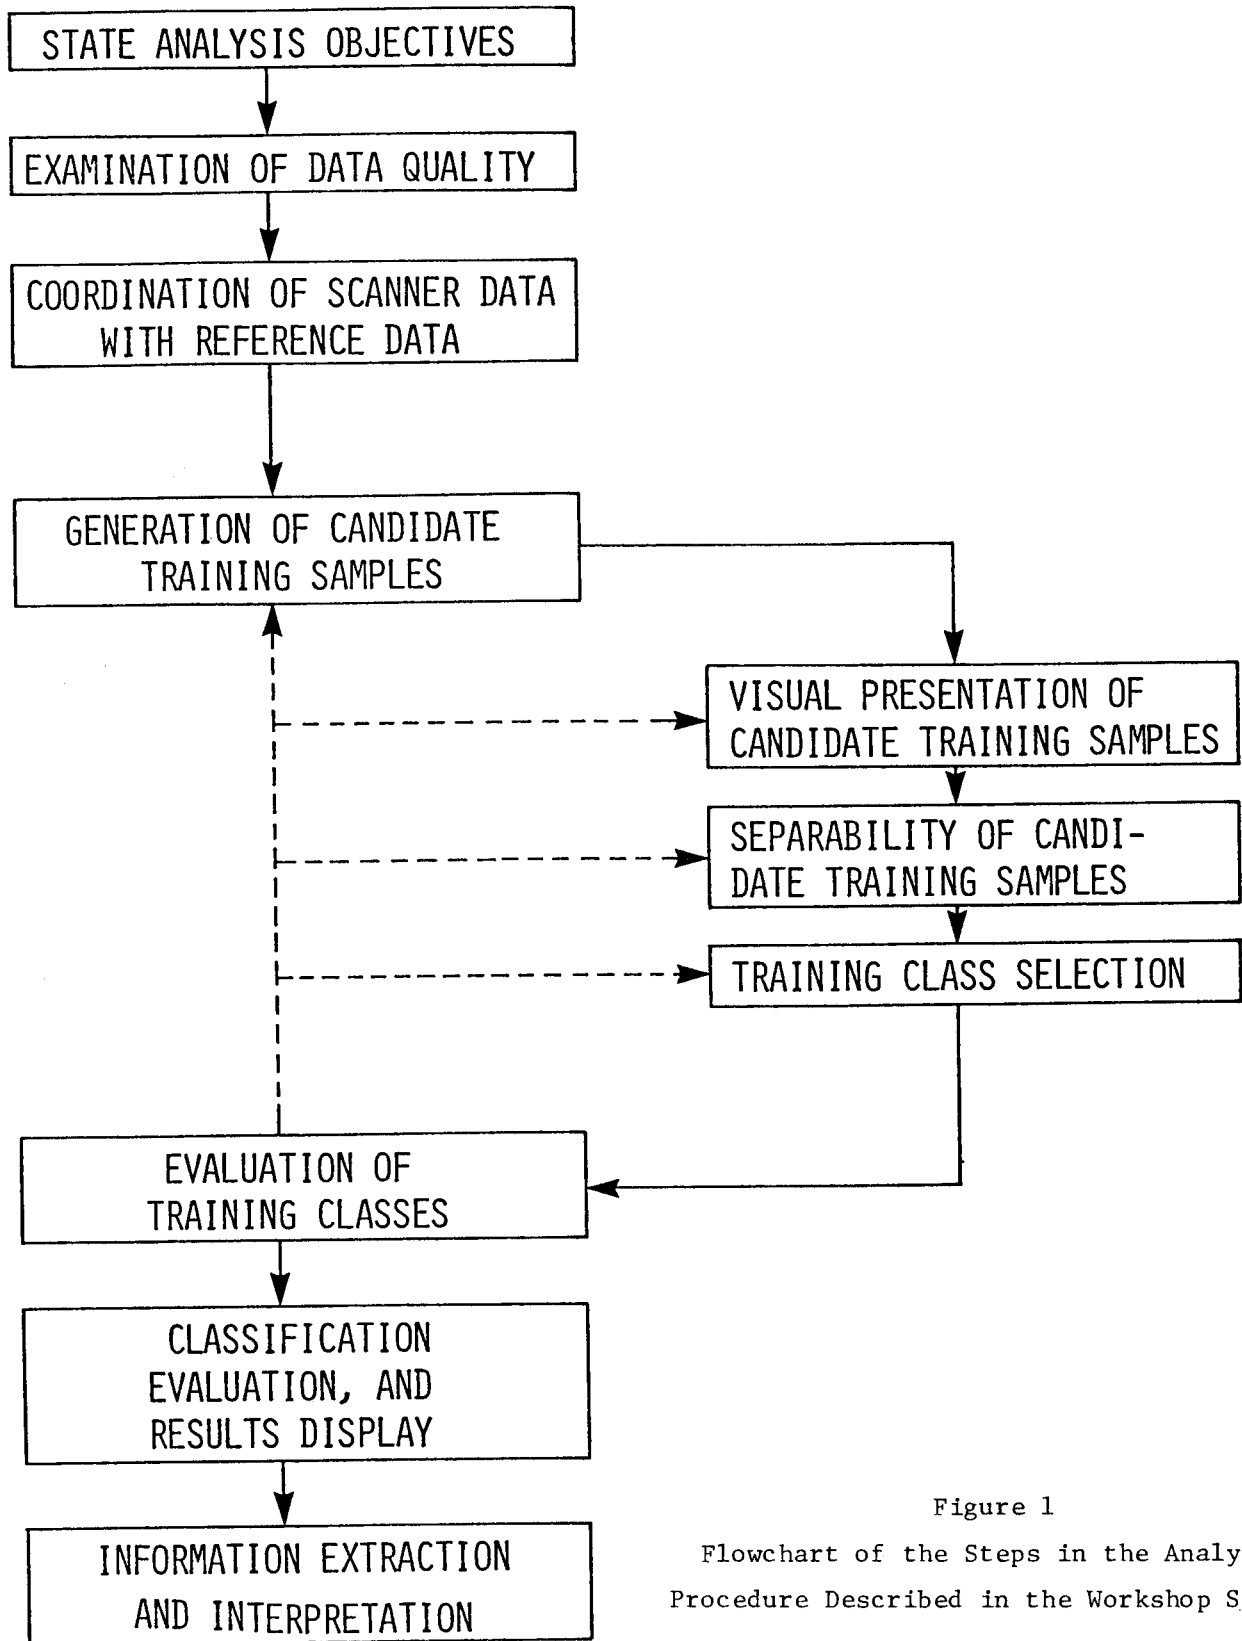 STATE ANALYSIS OBJECTIVES
EXAMINATION OF DATA QUALITY
COORDINATION OF SCANNER DATA
WITH REFERENCE DATA
GENERATION OF CANDIDATE
TRAINING SAMPLES
VISUAL PRESENTATION OF
CANDIDATE TRAINING SAMPLES
SEPARABILITY OF CANDI-
DATE TRAINING SAMPLES
TRAINING CLASS SELECTION
EVALUATION OF
TRAINING CLASSES
CLASSIFICATION
EVALUATION, AND
RESULTS DISPLAY
INFORMATION EXTRACTION
AND INTERPRETATION
Figure 1
Flowchart of the Steps in the Analy
Procedure Described in the Workshop S